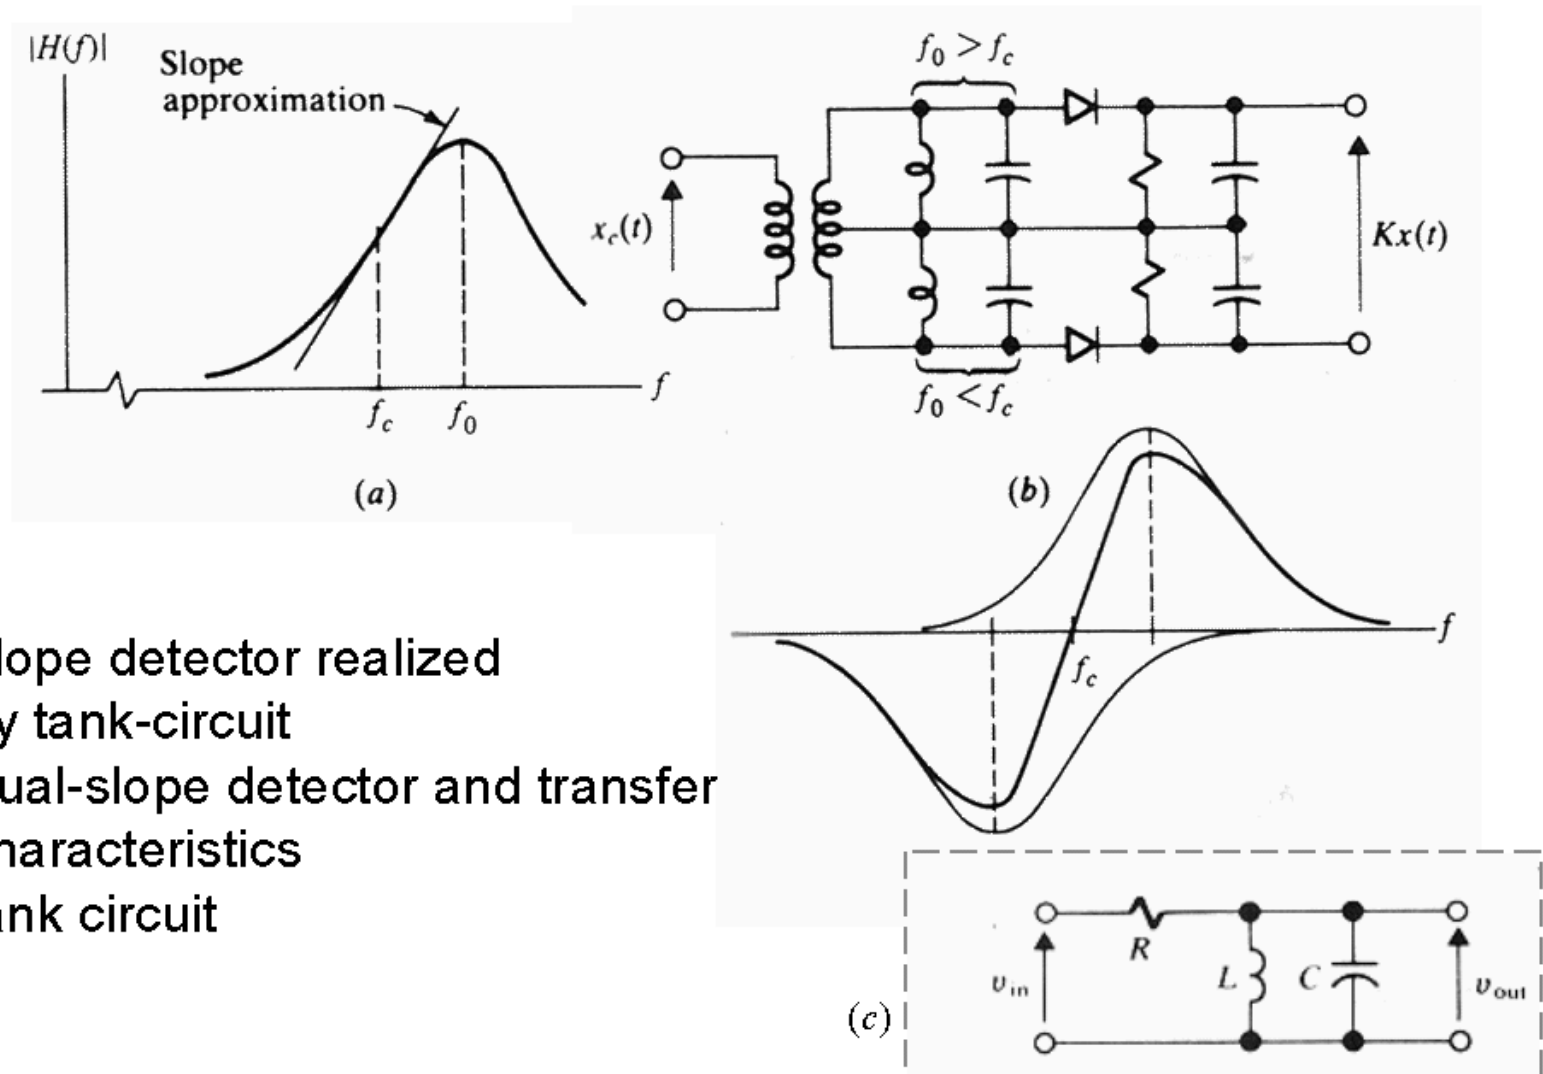 |H(f)|
Slope
approximation
f_c
f_0
f
(a)
f_0 > f_c
x_c(t)
Kx(t)
f_0 < f_c
(b)
f
f_c
lope detector realized
y tank-circuit
ual-slope detector and transfer
haracteristics
ank circuit
R
L
C
v_in
v_out
(c)